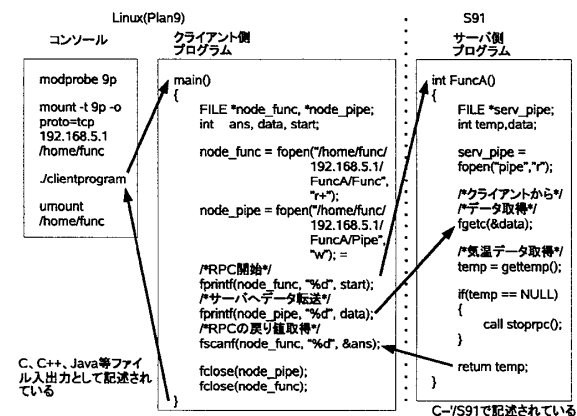 Linux(Plan9)
S91
コンソール
クライアント側
プログラム
サーバ側
プログラム
modprobe 9p
mount -t 9p -o
proto=tcp
192.168.5.1
/home/func
./clientprogram
umount
/home/func
main()
{
FILE *node_func, *node_pipe;
int ans, data, start;
node_func = fopen("/home/func/
192.168.5.1/
FuncA/Func",
"r+");
node_pipe = fopen("/home/func/
192.168.5.1/
FuncA/Pipe",
"w"); =
/*RPC開始*/
fprintf(node_func, "%d", start);
/*サーバへデータ転送*/
fprintf(node_pipe, "%d", data);
/*RPCの戻り値取得*/
fscanf(node_func, "%d", &ans);
fclose(node_pipe);
fclose(node_func);
}
int FuncA()
{
FILE *serv_pipe;
int temp,data;
serv_pipe =
fopen("pipe","r");
/*クライアントから*/
/*データ取得*/
fgetc(&data);
/*気温データ取得*/
temp = gettemp();
if(temp == NULL)
{
call stoprpc();
}
return temp;
}
C、C++、Java等ファイ
ル入出力として記述され
ている
C-'/S91で記述されている